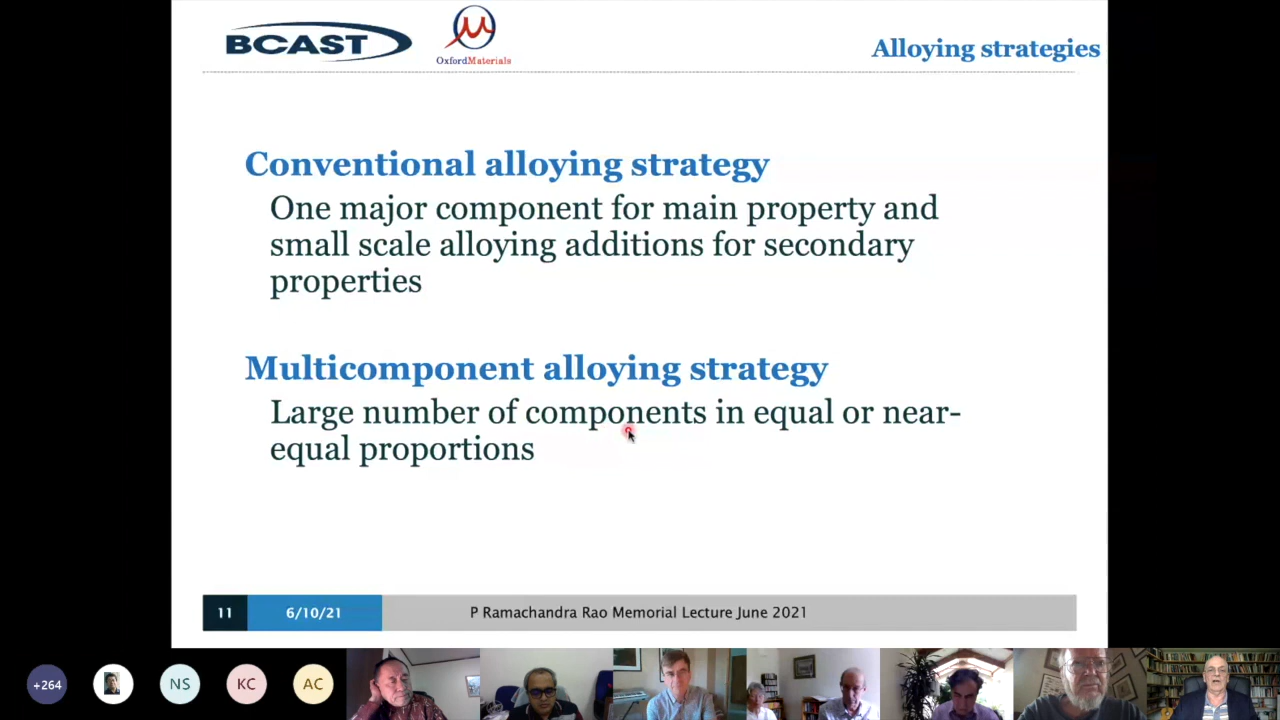 BCAST
OxfordMaterials
Alloying strategies
Conventional alloying strategy
One major component for main property and
small scale alloying additions for secondary
properties
Multicomponent alloying strategy
Large number of components in equal or near-
equal proportions
11 6/10/21 P Ramachandra Rao Memorial Lecture June 2021
+264 NS KC AC